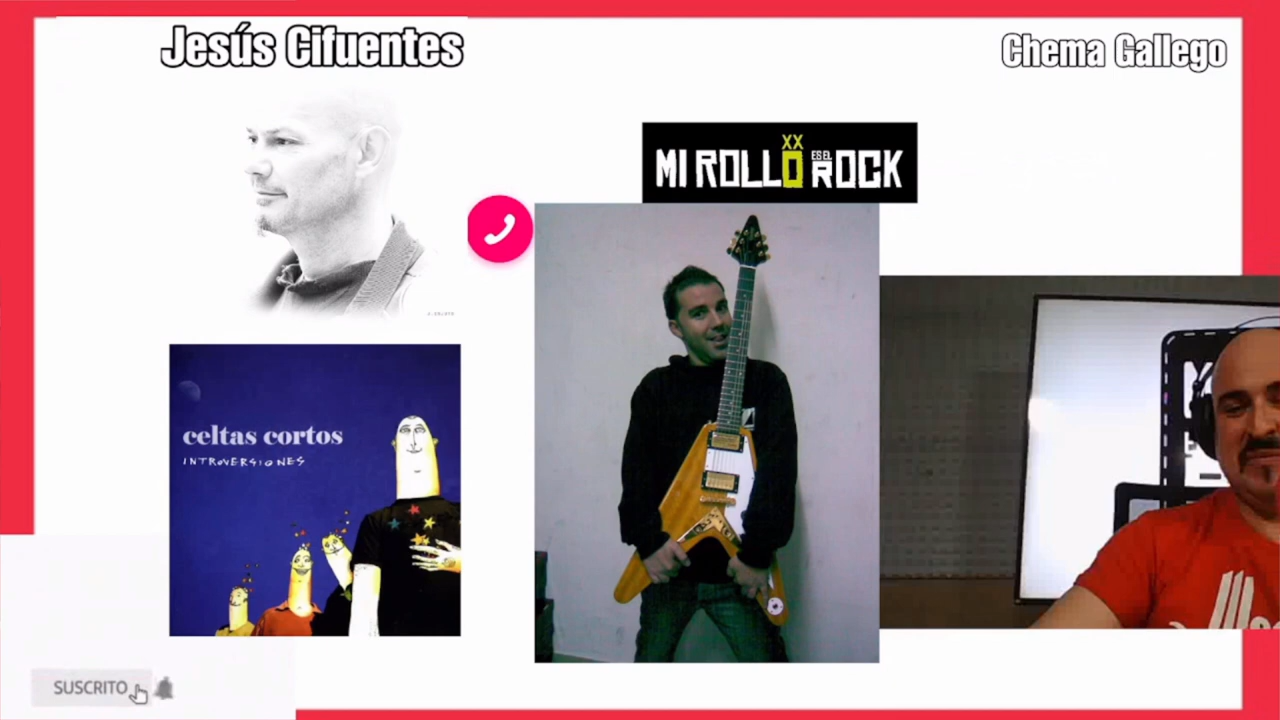 Jesús Cifuentes
Chema Gallego
XX
MI ROLLO ES EL ROCK
celtas cortos
INTROVERSIONES
SUSCRITO